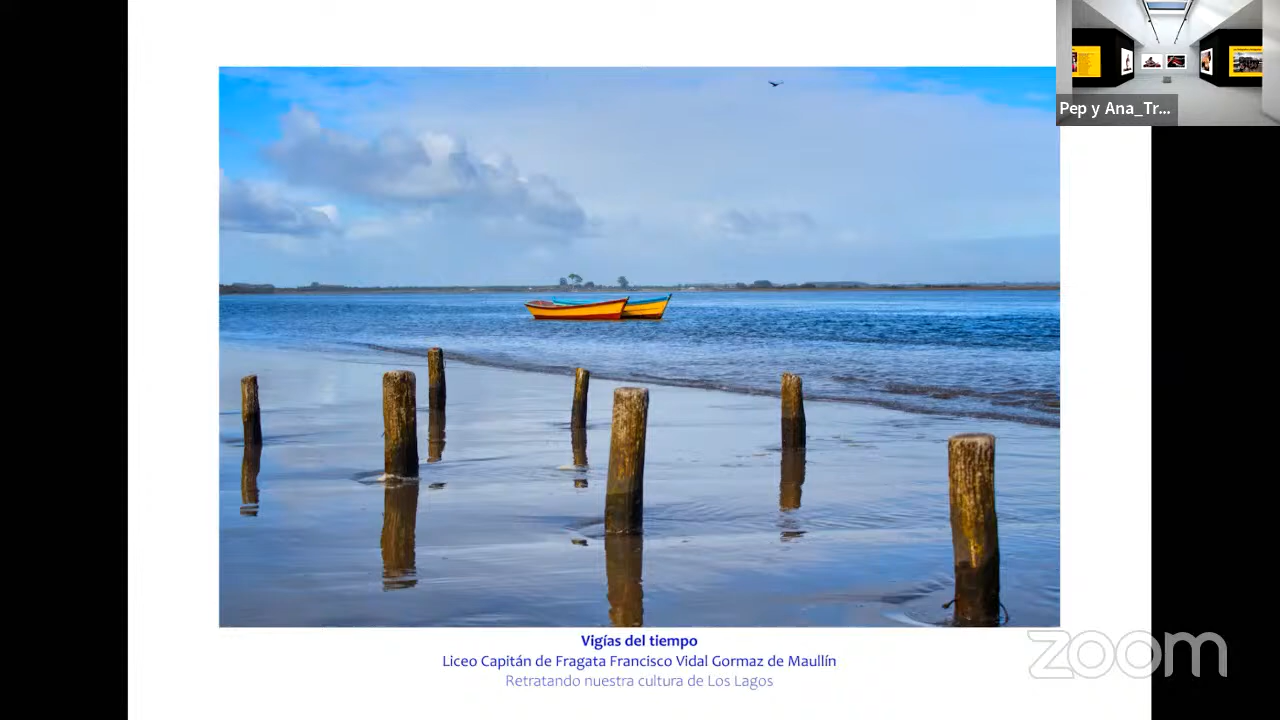 Pep y Ana_Tr...
Vigías del tiempo
Liceo Capitán de Fragata Francisco Vidal Gormaz de Maullín
Retratando nuestra cultura de Los Lagos
zoom